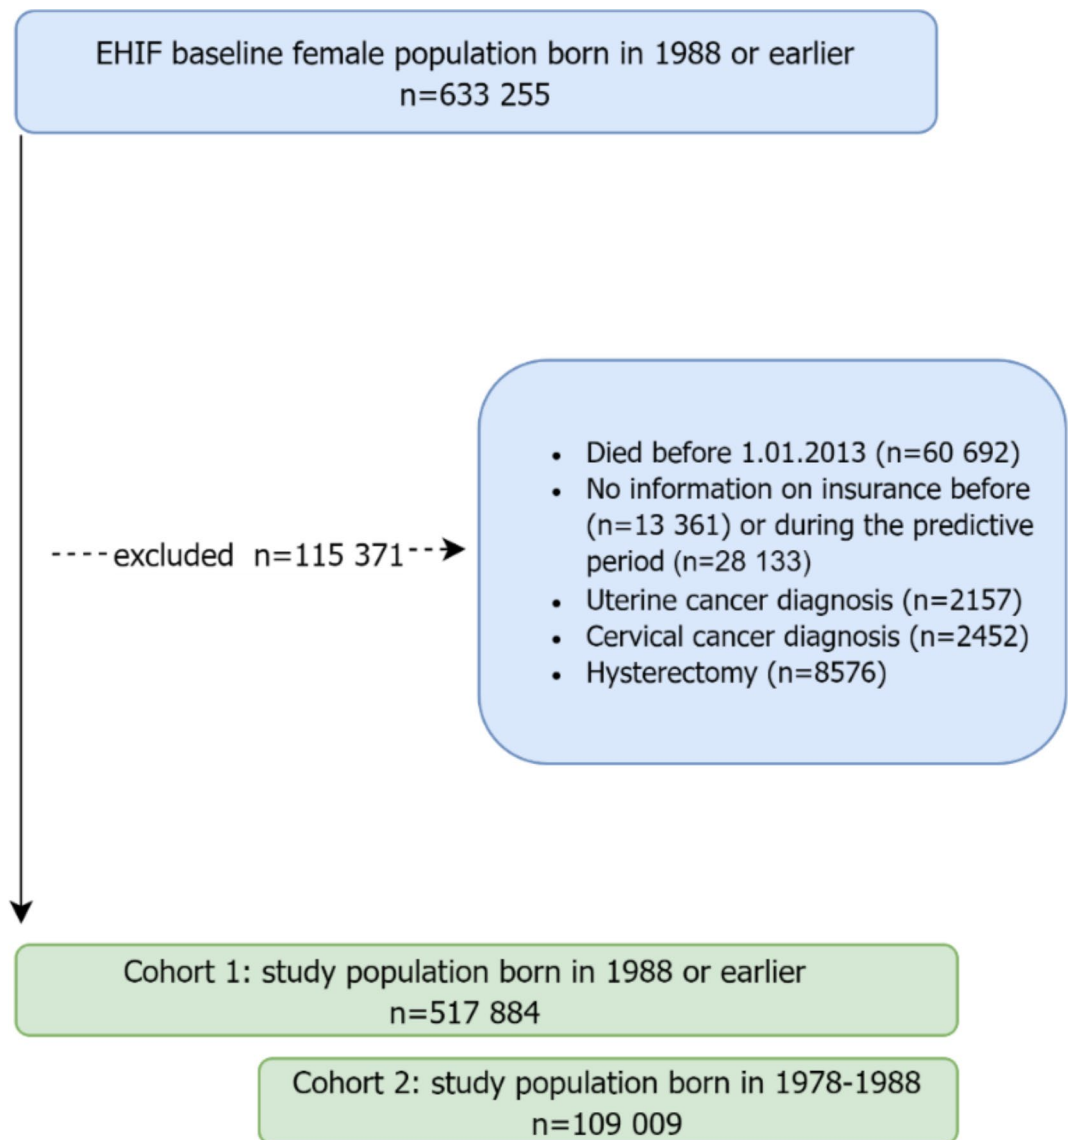 EHIF baseline female population born in 1988 or earlier
n=633 255
excluded n=115 371
• Died before 1.01.2013 (n=60 692)
• No information on insurance before
(n=13 361) or during the predictive
period (n=28 133)
• Uterine cancer diagnosis (n=2157)
• Cervical cancer diagnosis (n=2452)
• Hysterectomy (n=8576)
Cohort 1: study population born in 1988 or earlier
n=517 884
Cohort 2: study population born in 1978-1988
n=109 009